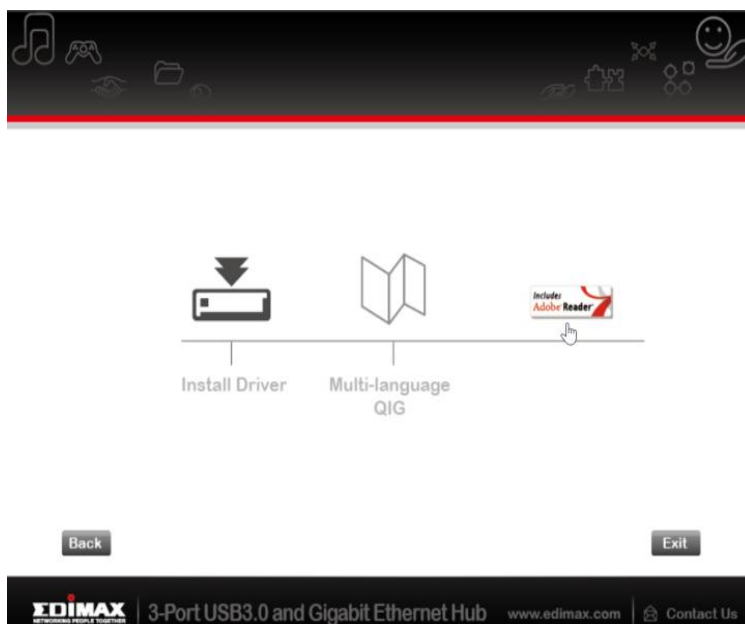 Includes
Adobe Reader
Install Driver
Multi-language
QIG
Back
Exit
EDIMAX
NETWORKING PEOPLE TOGETHER
3-Port USB3.0 and Gigabit Ethernet Hub
www.edimax.com
Contact Us